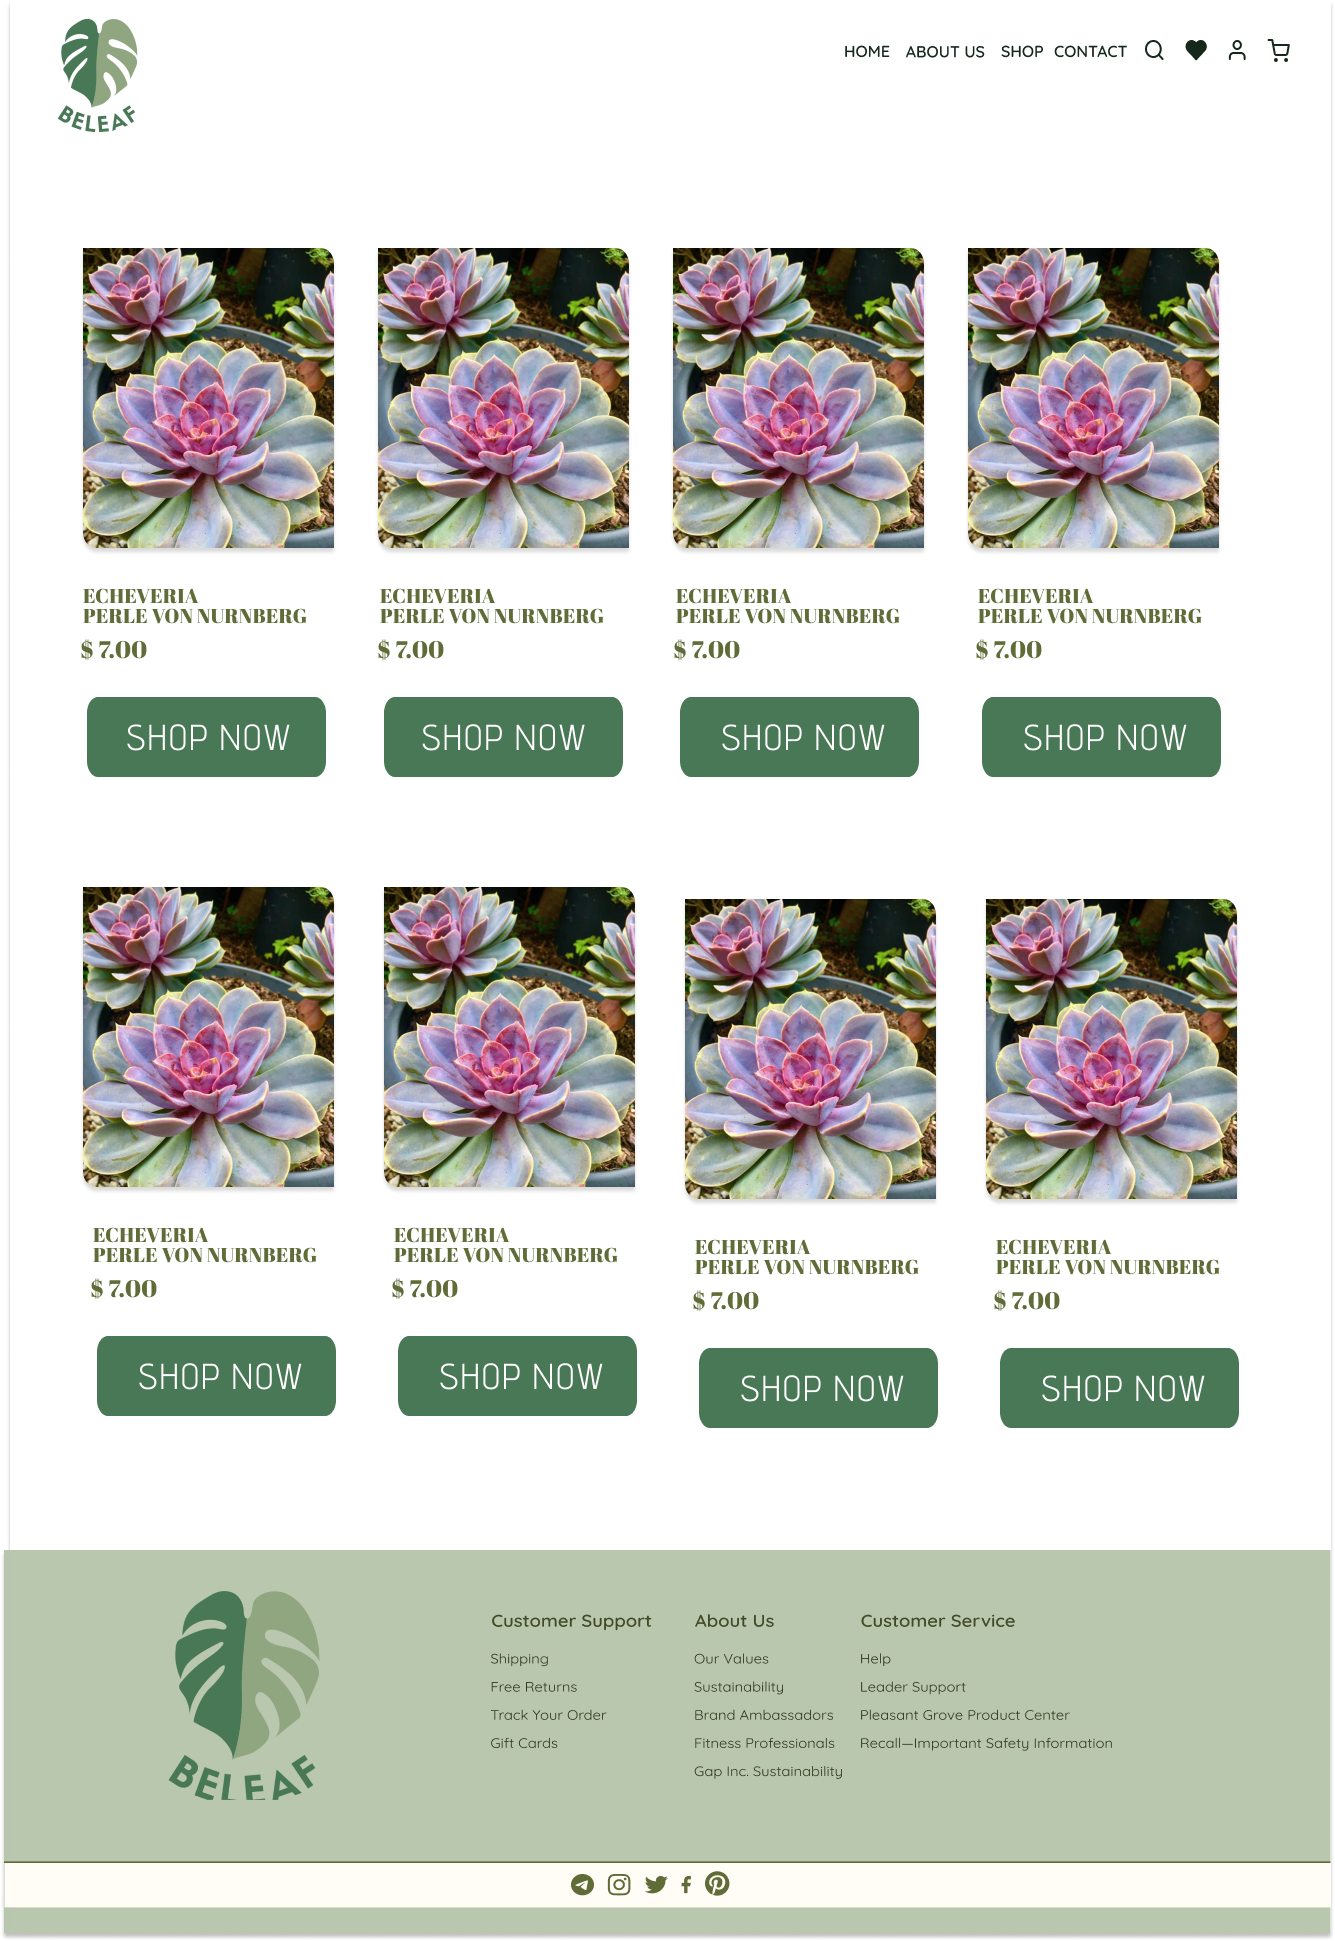 BELEAF
HOME ABOUT US SHOP CONTACT
ECHEVERIA
PERLE VON NURNBERG
$ 7.00
SHOP NOW
ECHEVERIA
PERLE VON NURNBERG
$ 7.00
SHOP NOW
ECHEVERIA
PERLE VON NURNBERG
$ 7.00
SHOP NOW
ECHEVERIA
PERLE VON NURNBERG
$ 7.00
SHOP NOW
ECHEVERIA
PERLE VON NURNBERG
$ 7.00
SHOP NOW
ECHEVERIA
PERLE VON NURNBERG
$ 7.00
SHOP NOW
ECHEVERIA
PERLE VON NURNBERG
$ 7.00
SHOP NOW
ECHEVERIA
PERLE VON NURNBERG
$ 7.00
SHOP NOW
BELEAF
Customer Support
Shipping
Free Returns
Track Your Order
Gift Cards
About Us
Our Values
Sustainability
Brand Ambassadors
Fitness Professionals
Gap Inc. Sustainability
Customer Service
Help
Leader Support
Pleasant Grove Product Center
Recall—Important Safety Information